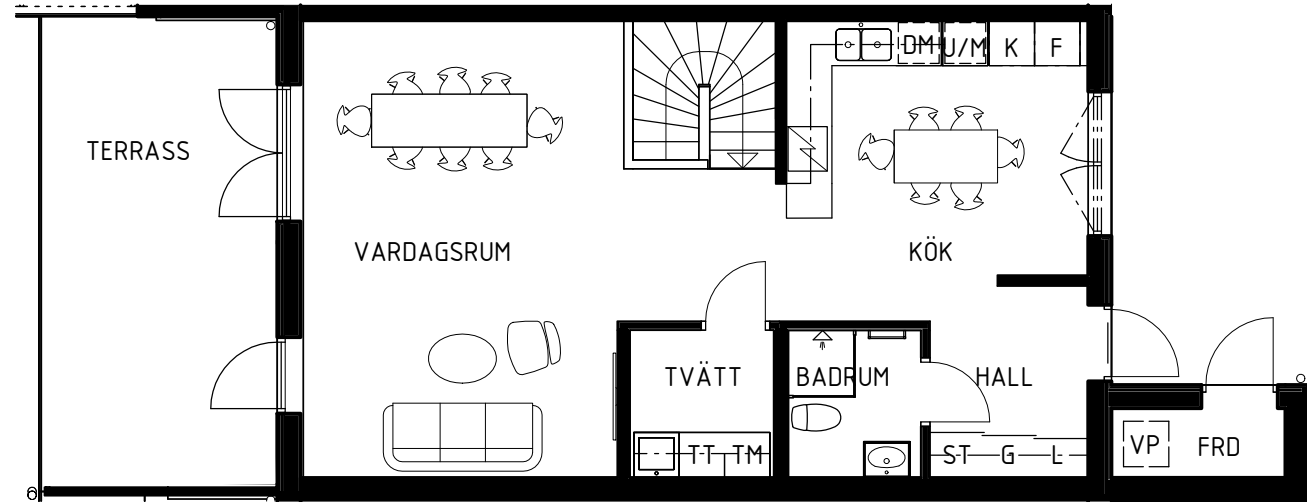 DM U/M K F
TERRASS
VARDAGSRUM
KÖK
TVÄTT
BADRUM
HALL
TT TM
ST G L
VP
FRD